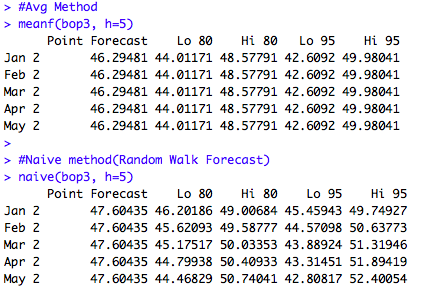 > #Avg Method
> meanf(bop3, h=5)
      Point Forecast    Lo 80    Hi 80   Lo 95    Hi 95
Jan 2       46.29481 44.01171 48.57791 42.6092 49.98041
Feb 2       46.29481 44.01171 48.57791 42.6092 49.98041
Mar 2       46.29481 44.01171 48.57791 42.6092 49.98041
Apr 2       46.29481 44.01171 48.57791 42.6092 49.98041
May 2       46.29481 44.01171 48.57791 42.6092 49.98041
>
> #Naive method(Random Walk Forecast)
> naive(bop3, h=5)
      Point Forecast    Lo 80    Hi 80    Lo 95    Hi 95
Jan 2       47.60435 46.20186 49.00684 45.45943 49.74927
Feb 2       47.60435 45.62093 49.58777 44.57098 50.63773
Mar 2       47.60435 45.17517 50.03353 43.88924 51.31946
Apr 2       47.60435 44.79938 50.40933 43.31451 51.89419
May 2       47.60435 44.46829 50.74041 42.80817 52.40054